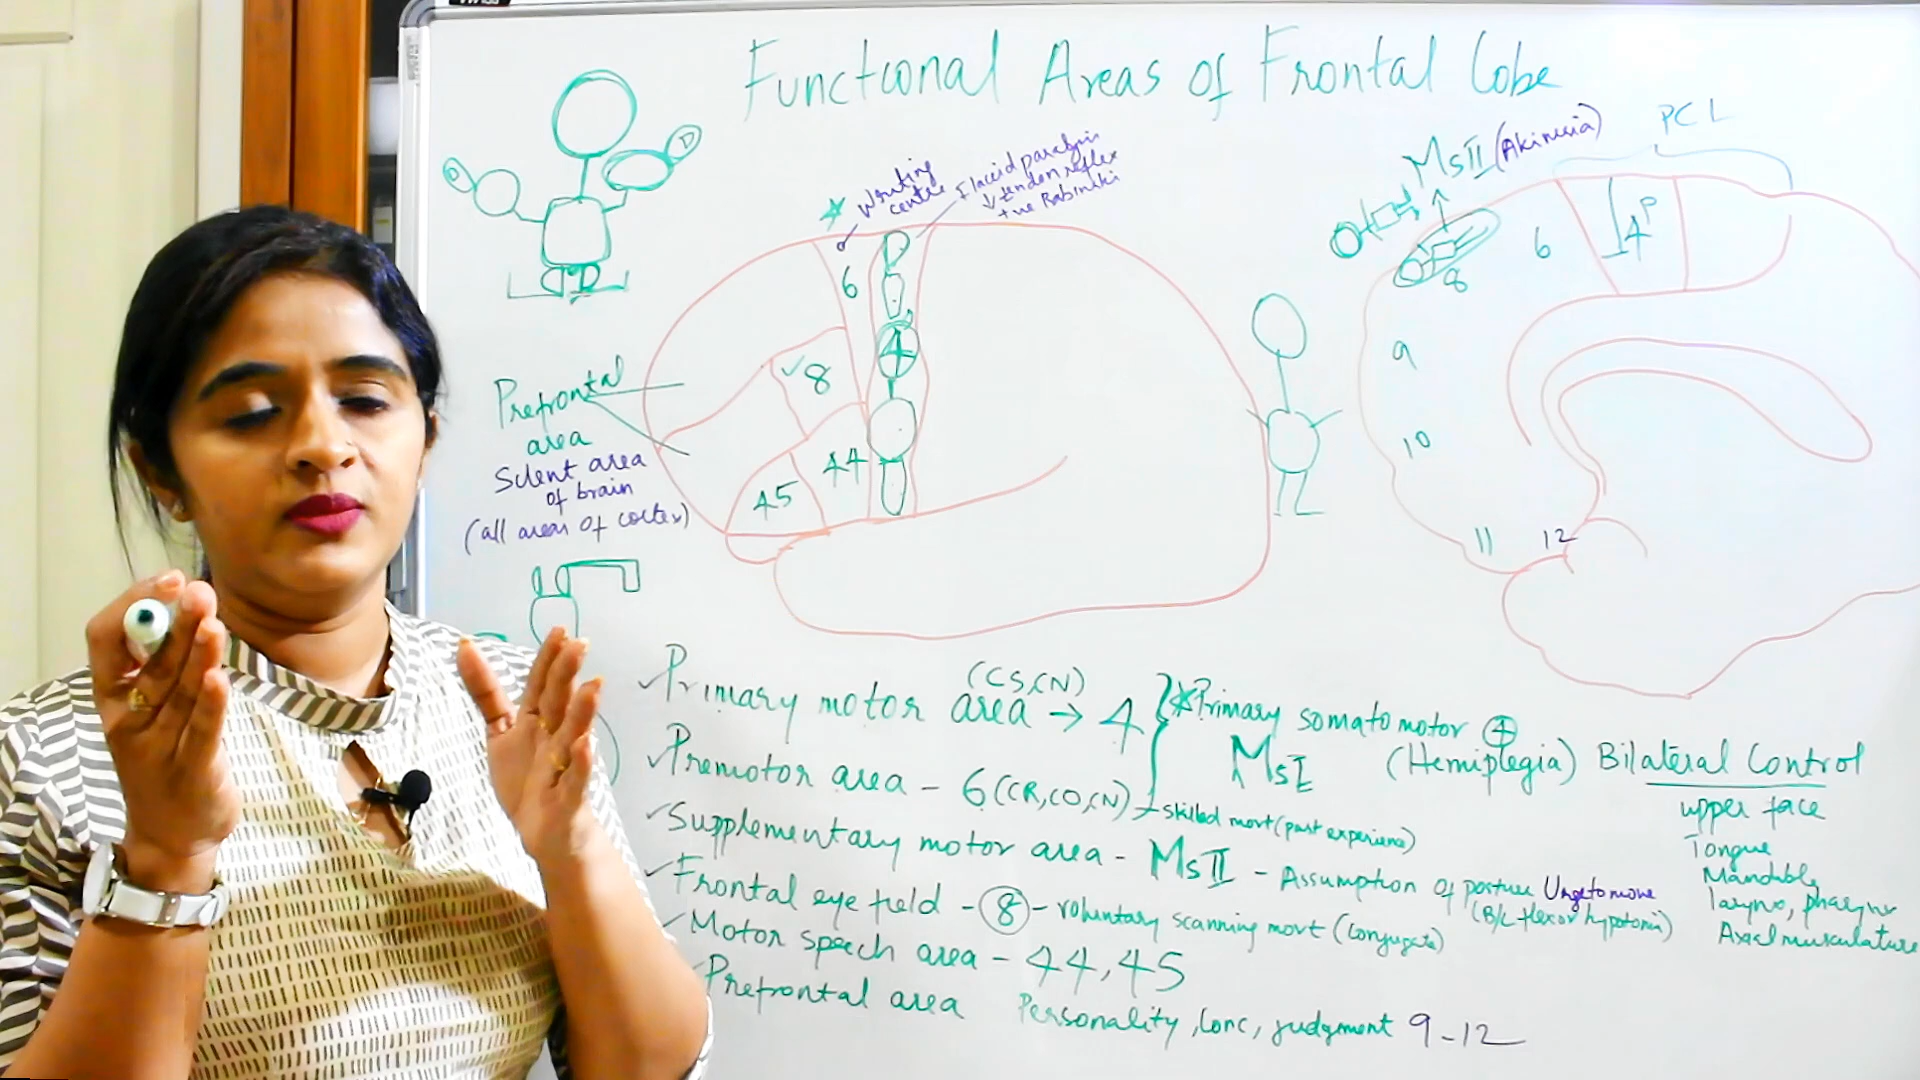 Functional Areas of Frontal lobe
PCL
MsII (Akinesia)
Writing
centre
Flaccid paralysis
↓ tendon reflex
+ve Babinski
D
D
D
P
6
4
8
44
45
6
4
P
8
9
10
11
12
Prefrontal
area
Silent area
of brain
(all areas of cortex)
Primary motor area (CS,CN) → 4
Premotor area - 6 (CR,CO,CN) → skilled movt (past experience)
Primary somatomotor 4
MsI (Hemiplegia)
Supplementary motor area - MsII - Assumption of posture Urge to move
(B/L flexor hypotonia)
Frontal eye field - 8 - voluntary scanning movt (conjugate)
Motor speech area - 44, 45
Prefrontal area Personality, conc, judgment 9-12
Bilateral Control
upper face
Tongue
Mandible
larynx, pharynx
Axial musculature